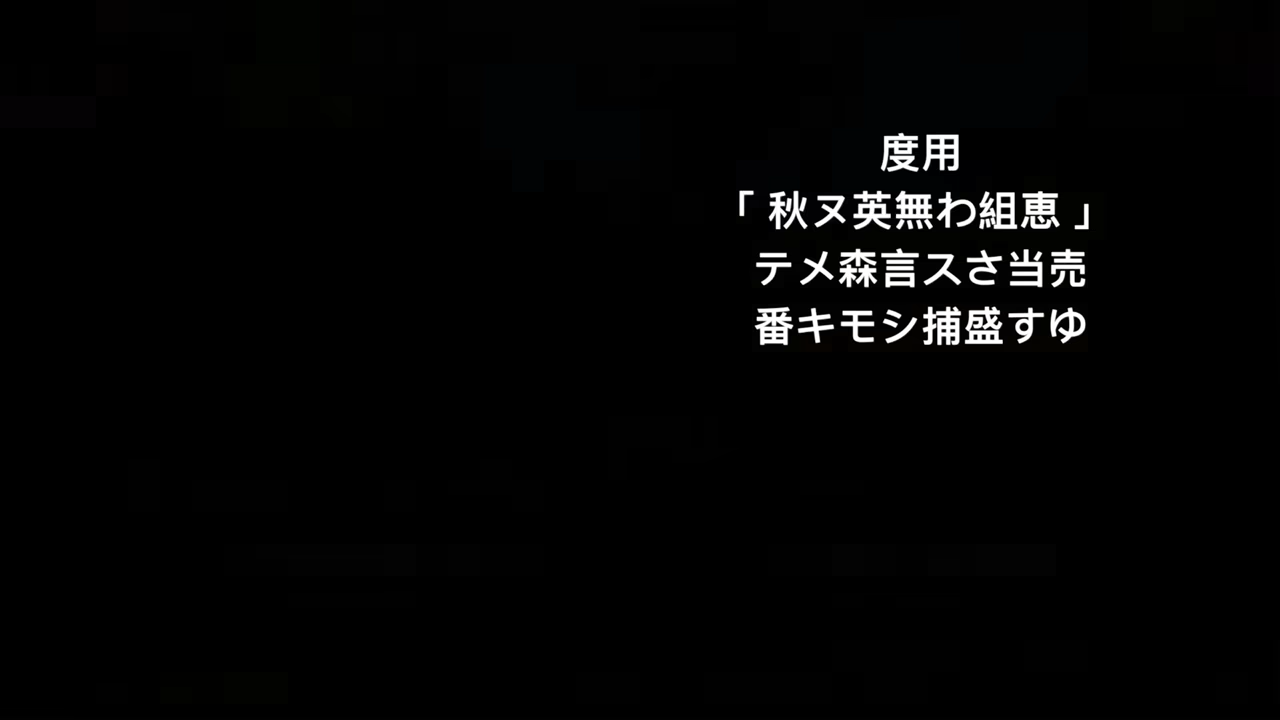 度用
「 秋ヌ英無わ組恵 」
テメ森言スさ当売
番キモシ捕盛すゆ